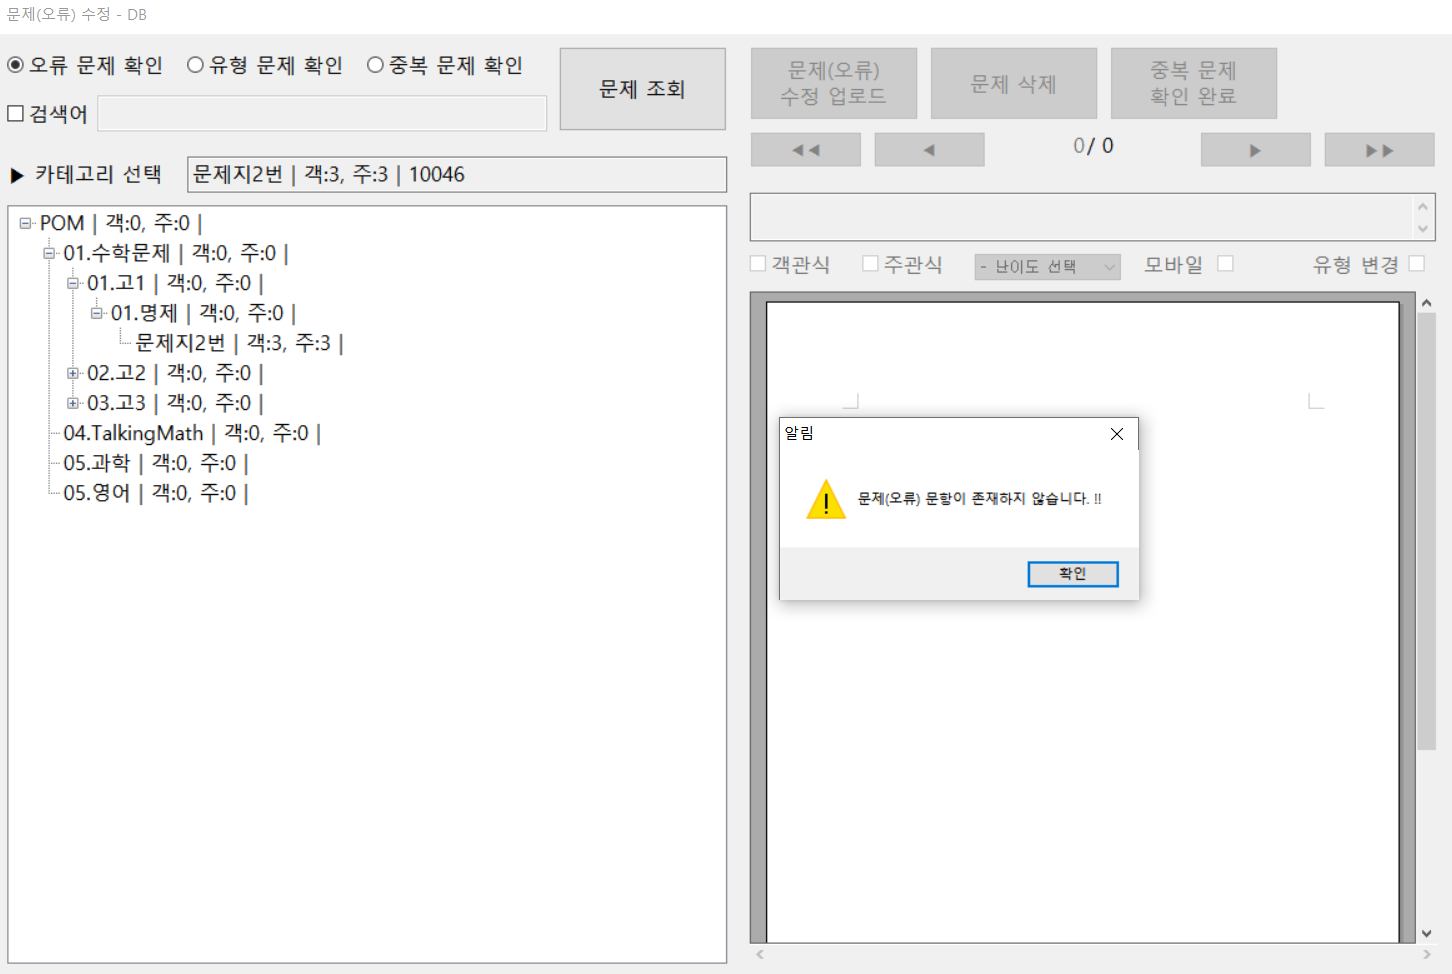 문제(오류) 수정 - DB
오류 문제 확인 유형 문제 확인 중복 문제 확인
문제 조회
검색어
▶ 카테고리 선택 문제지2번 | 객:3, 주:3 | 10046
POM | 객:0, 주:0 |
01.수학문제 | 객:0, 주:0 |
01.고1 | 객:0, 주:0 |
01.명제 | 객:0, 주:0 |
문제지2번 | 객:3, 주:3 |
02.고2 | 객:0, 주:0 |
03.고3 | 객:0, 주:0 |
04.TalkingMath | 객:0, 주:0 |
05.과학 | 객:0, 주:0 |
05.영어 | 객:0, 주:0 |
문제(오류)
수정 업로드
문제 삭제
중복 문제
확인 완료
◀◀ ◀ 0/ 0 ▶ ▶▶
객관식 주관식 - 난이도 선택 모바일 유형 변경
알림
문제(오류) 문항이 존재하지 않습니다. !!
확인